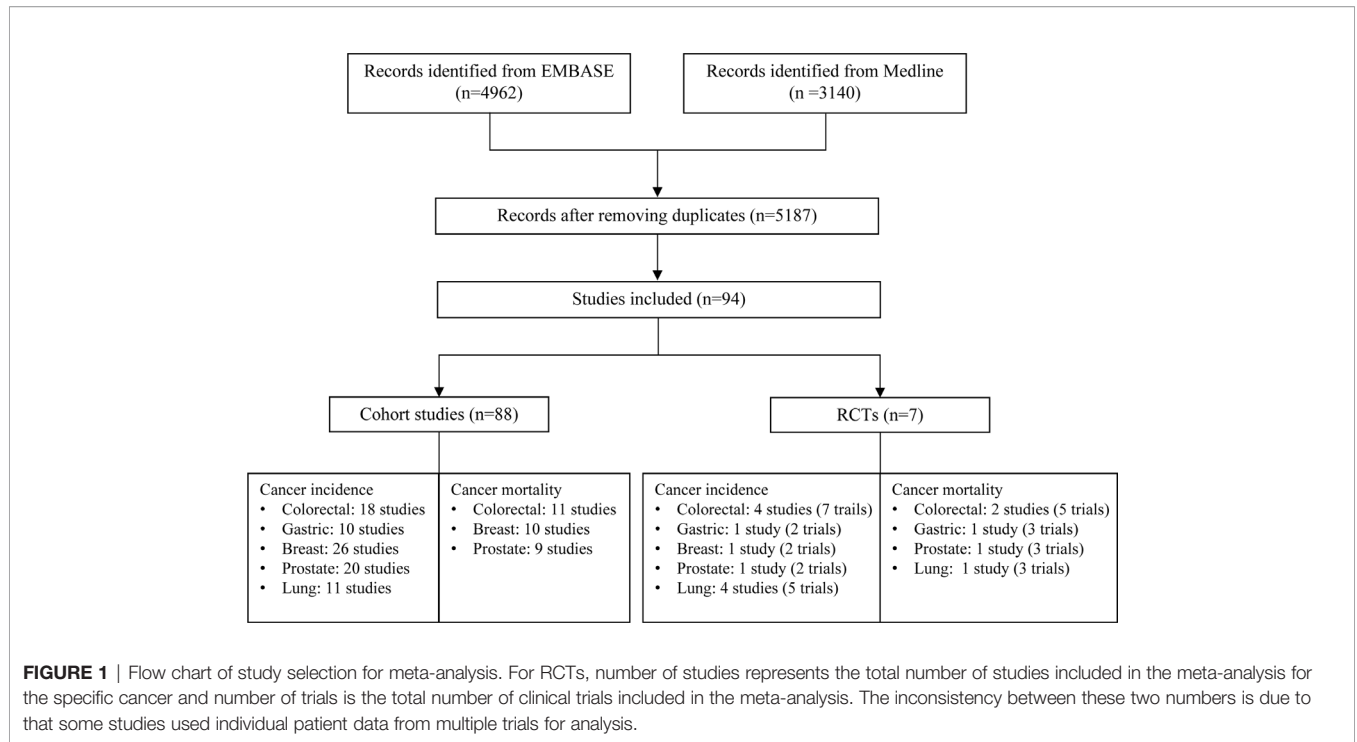 Records identified from EMBASE
(n=4962)
Records identified from Medline
(n =3140)
Records after removing duplicates (n=5187)
Studies included (n=94)
Cohort studies (n=88)
RCTs (n=7)
Cancer incidence
• Colorectal: 18 studies
• Gastric: 10 studies
• Breast: 26 studies
• Prostate: 20 studies
• Lung: 11 studies
Cancer mortality
• Colorectal: 11 studies
• Breast: 10 studies
• Prostate: 9 studies
Cancer incidence
• Colorectal: 4 studies (7 trails)
• Gastric: 1 study (2 trials)
• Breast: 1 study (2 trials)
• Prostate: 1 study (2 trials)
• Lung: 4 studies (5 trials)
Cancer mortality
• Colorectal: 2 studies (5 trials)
• Gastric: 1 study (3 trials)
• Prostate: 1 study (3 trials)
• Lung: 1 study (3 trials)
FIGURE 1 | Flow chart of study selection for meta-analysis. For RCTs, number of studies represents the total number of studies included in the meta-analysis for
the specific cancer and number of trials is the total number of clinical trials included in the meta-analysis. The inconsistency between these two numbers is due to
that some studies used individual patient data from multiple trials for analysis.